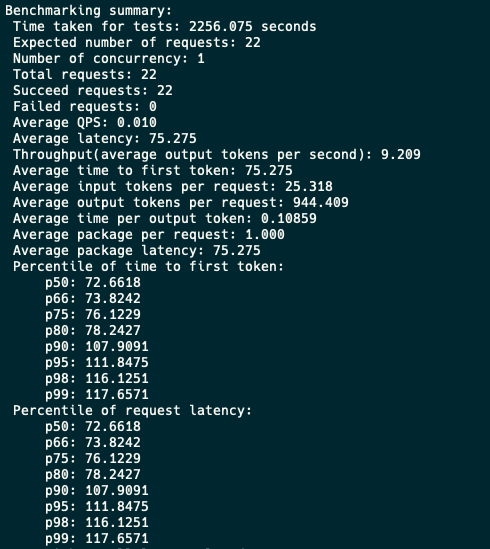 Benchmarking summary:
Time taken for tests: 2256.075 seconds
Expected number of requests: 22
Number of concurrency: 1
Total requests: 22
Succeed requests: 22
Failed requests: 0
Average QPS: 0.010
Average latency: 75.275
Throughput(average output tokens per second): 9.209
Average time to first token: 75.275
Average input tokens per request: 25.318
Average output tokens per request: 944.409
Average time per output token: 0.10859
Average package per request: 1.000
Average package latency: 75.275
Percentile of time to first token:
p50: 72.6618
p66: 73.8242
p75: 76.1229
p80: 78.2427
p90: 107.9091
p95: 111.8475
p98: 116.1251
p99: 117.6571
Percentile of request latency:
p50: 72.6618
p66: 73.8242
p75: 76.1229
p80: 78.2427
p90: 107.9091
p95: 111.8475
p98: 116.1251
p99: 117.6571